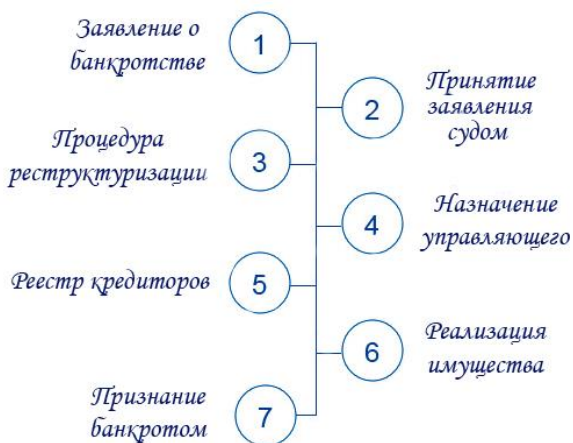 Заявление о
банкротстве
1
2
Принятие
заявления
судом
Процедура
реструктуризации
3
4
Назначение
управляющего
Реестр кредиторов
5
6
Реализация
имущества
Признание
банкротом
7